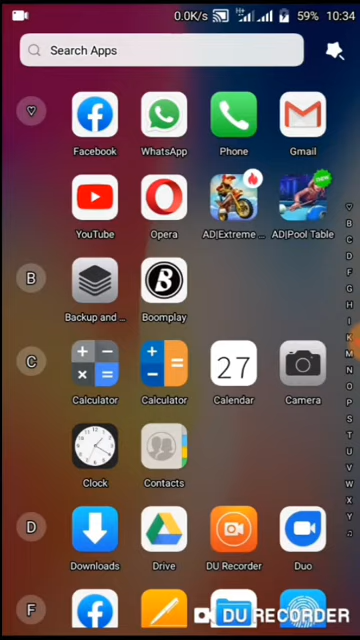 0.0K/s 59% 10:34
Search Apps
Facebook WhatsApp Phone Gmail
YouTube Opera AD|Extreme ... AD|Pool Table
B
Backup and ... Boomplay
C
27
Calculator Calculator Calendar Camera
Clock Contacts
D
Downloads Drive DU Recorder Duo
F
DU RECORDER
B
C
D
F
G
H
I
K
M
N
O
P
S
T
U
V
W
X
Y